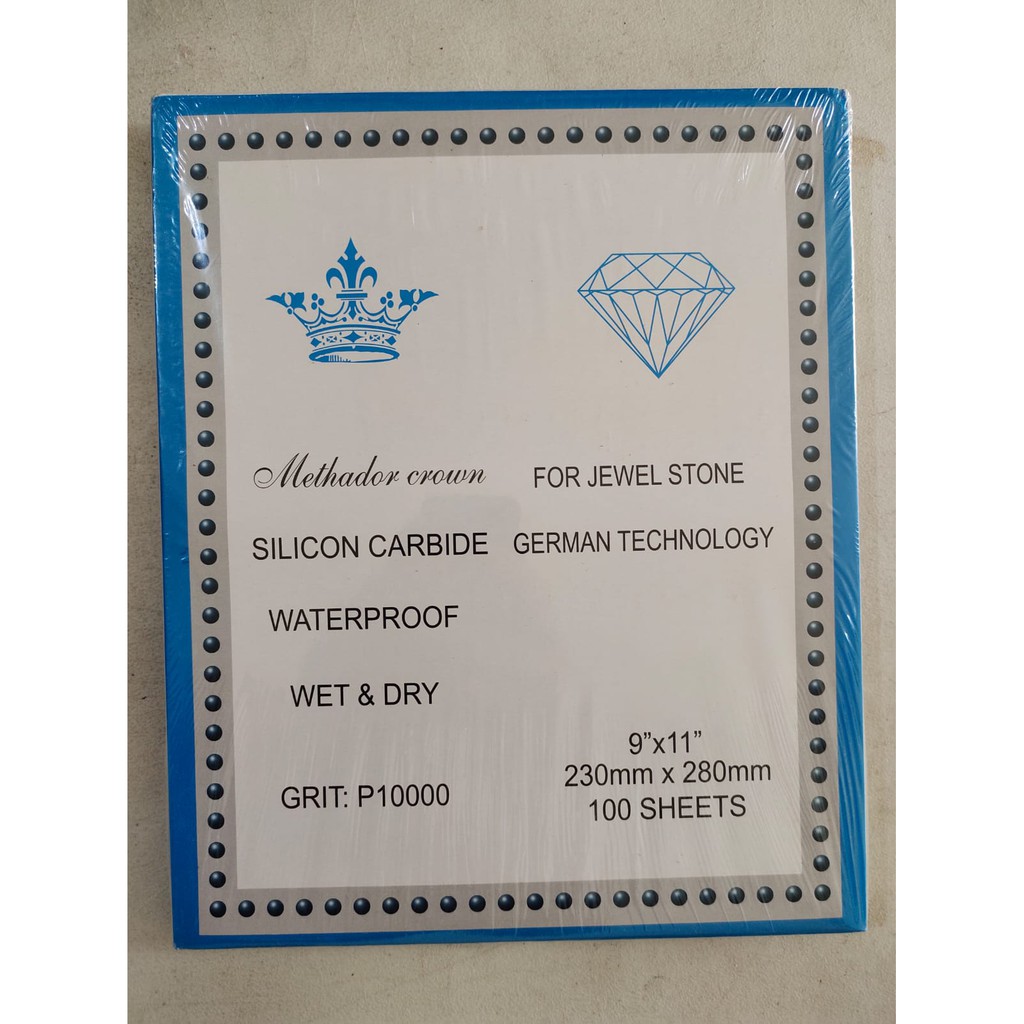 Methador crown
FOR JEWEL STONE
SILICON CARBIDE
GERMAN TECHNOLOGY
WATERPROOF
WET & DRY
GRIT: P10000
9”x11”
230mm x 280mm
100 SHEETS